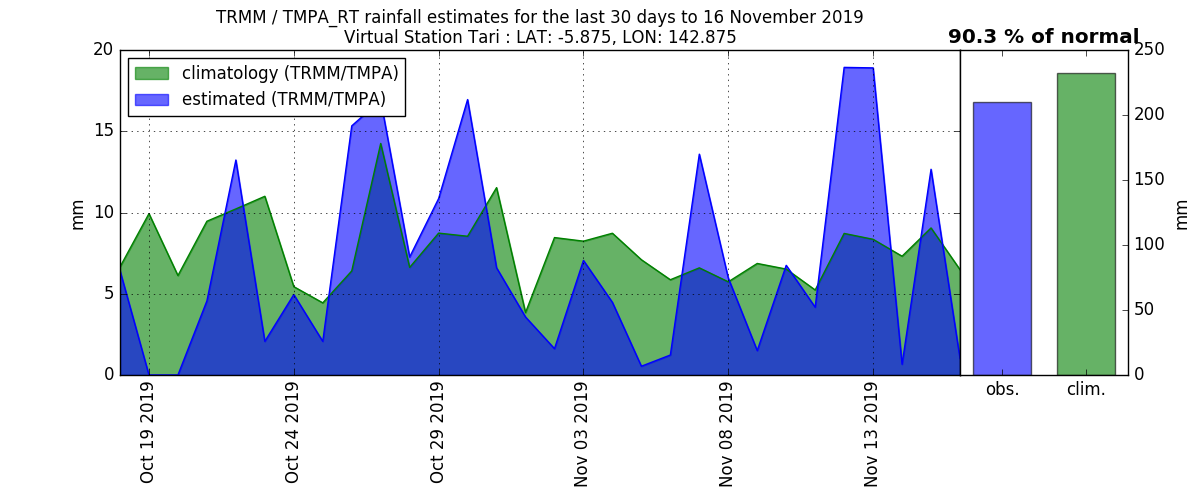 TRMM / TMPA_RT rainfall estimates for the last 30 days to 16 November 2019
Virtual Station Tari : LAT: -5.875, LON: 142.875
90.3 % of normal
climatology (TRMM/TMPA)
estimated (TRMM/TMPA)
20
15
10
5
0
mm
250
200
150
100
50
0
mm
obs.
clim.
Oct 19 2019
Oct 24 2019
Oct 29 2019
Nov 03 2019
Nov 08 2019
Nov 13 2019